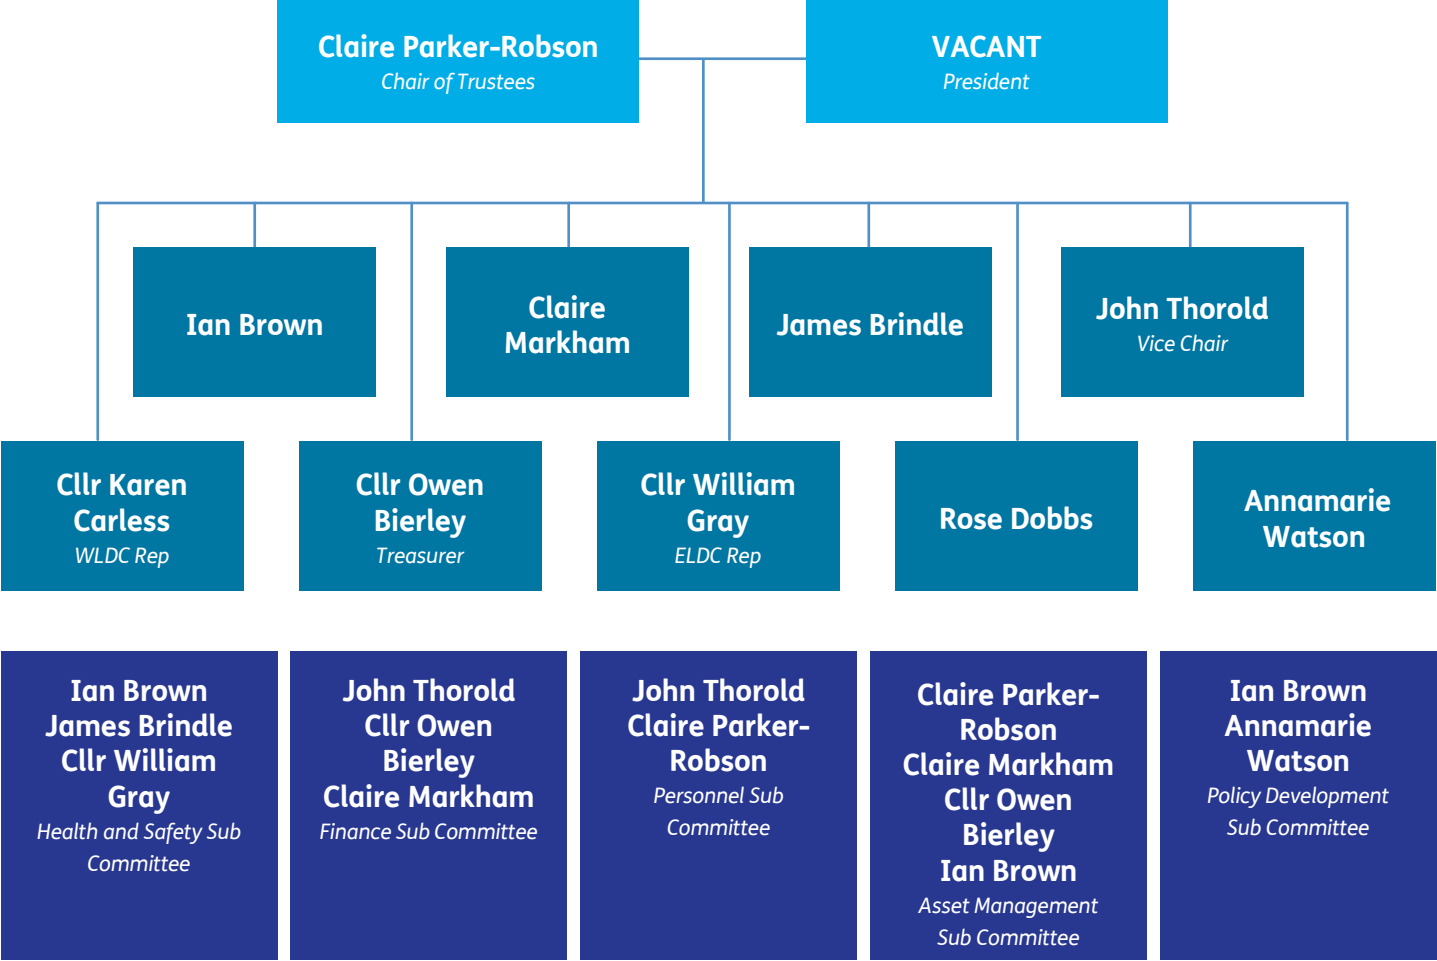 Claire Parker-Robson
Chair of Trustees
VACANT
President
Ian Brown
Claire
Markham
James Brindle
John Thorold
Vice Chair
Cllr Karen
Carless
WLDC Rep
Cllr Owen
Bierley
Treasurer
Cllr William
Gray
ELDC Rep
Rose Dobbs
Annamarie
Watson
Ian Brown
James Brindle
Cllr William
Gray
Health and Safety Sub
Committee
John Thorold
Cllr Owen
Bierley
Claire Markham
Finance Sub Committee
John Thorold
Claire Parker-
Robson
Personnel Sub
Committee
Claire Parker-
Robson
Claire Markham
Cllr Owen
Bierley
Ian Brown
Asset Management
Sub Committee
Ian Brown
Annamarie
Watson
Policy Development
Sub Committee